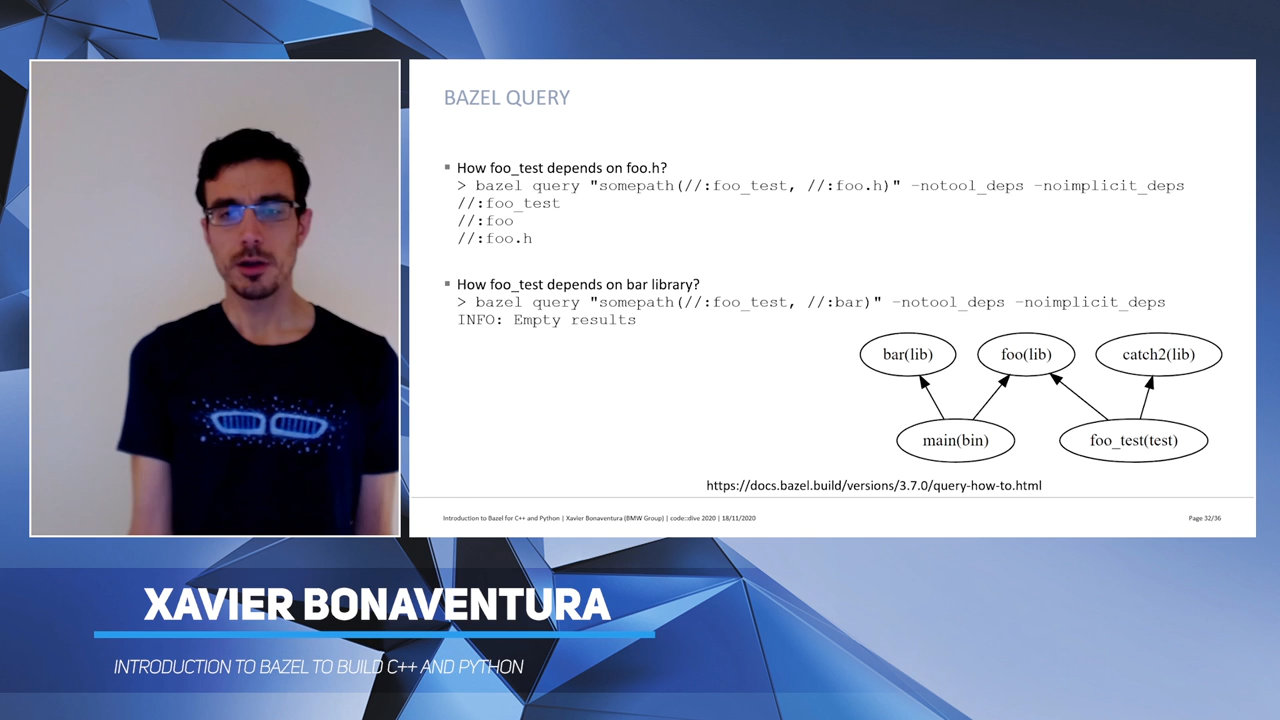 BAZEL QUERY
▪ How foo_test depends on foo.h?
> bazel query "somepath(//:foo_test, //:foo.h)" -notool_deps -noimplicit_deps
//:foo_test
//:foo
//:foo.h
▪ How foo_test depends on bar library?
> bazel query "somepath(//:foo_test, //:bar)" -notool_deps -noimplicit_deps
INFO: Empty results
bar(lib) foo(lib) catch2(lib)
main(bin) foo_test(test)
https://docs.bazel.build/versions/3.7.0/query-how-to.html
Introduction to Bazel for C++ and Python | Xavier Bonaventura (BMW Group) | code::dive 2020 | 18/11/2020 Page 32/36
XAVIER BONAVENTURA
INTRODUCTION TO BAZEL TO BUILD C++ AND PYTHON